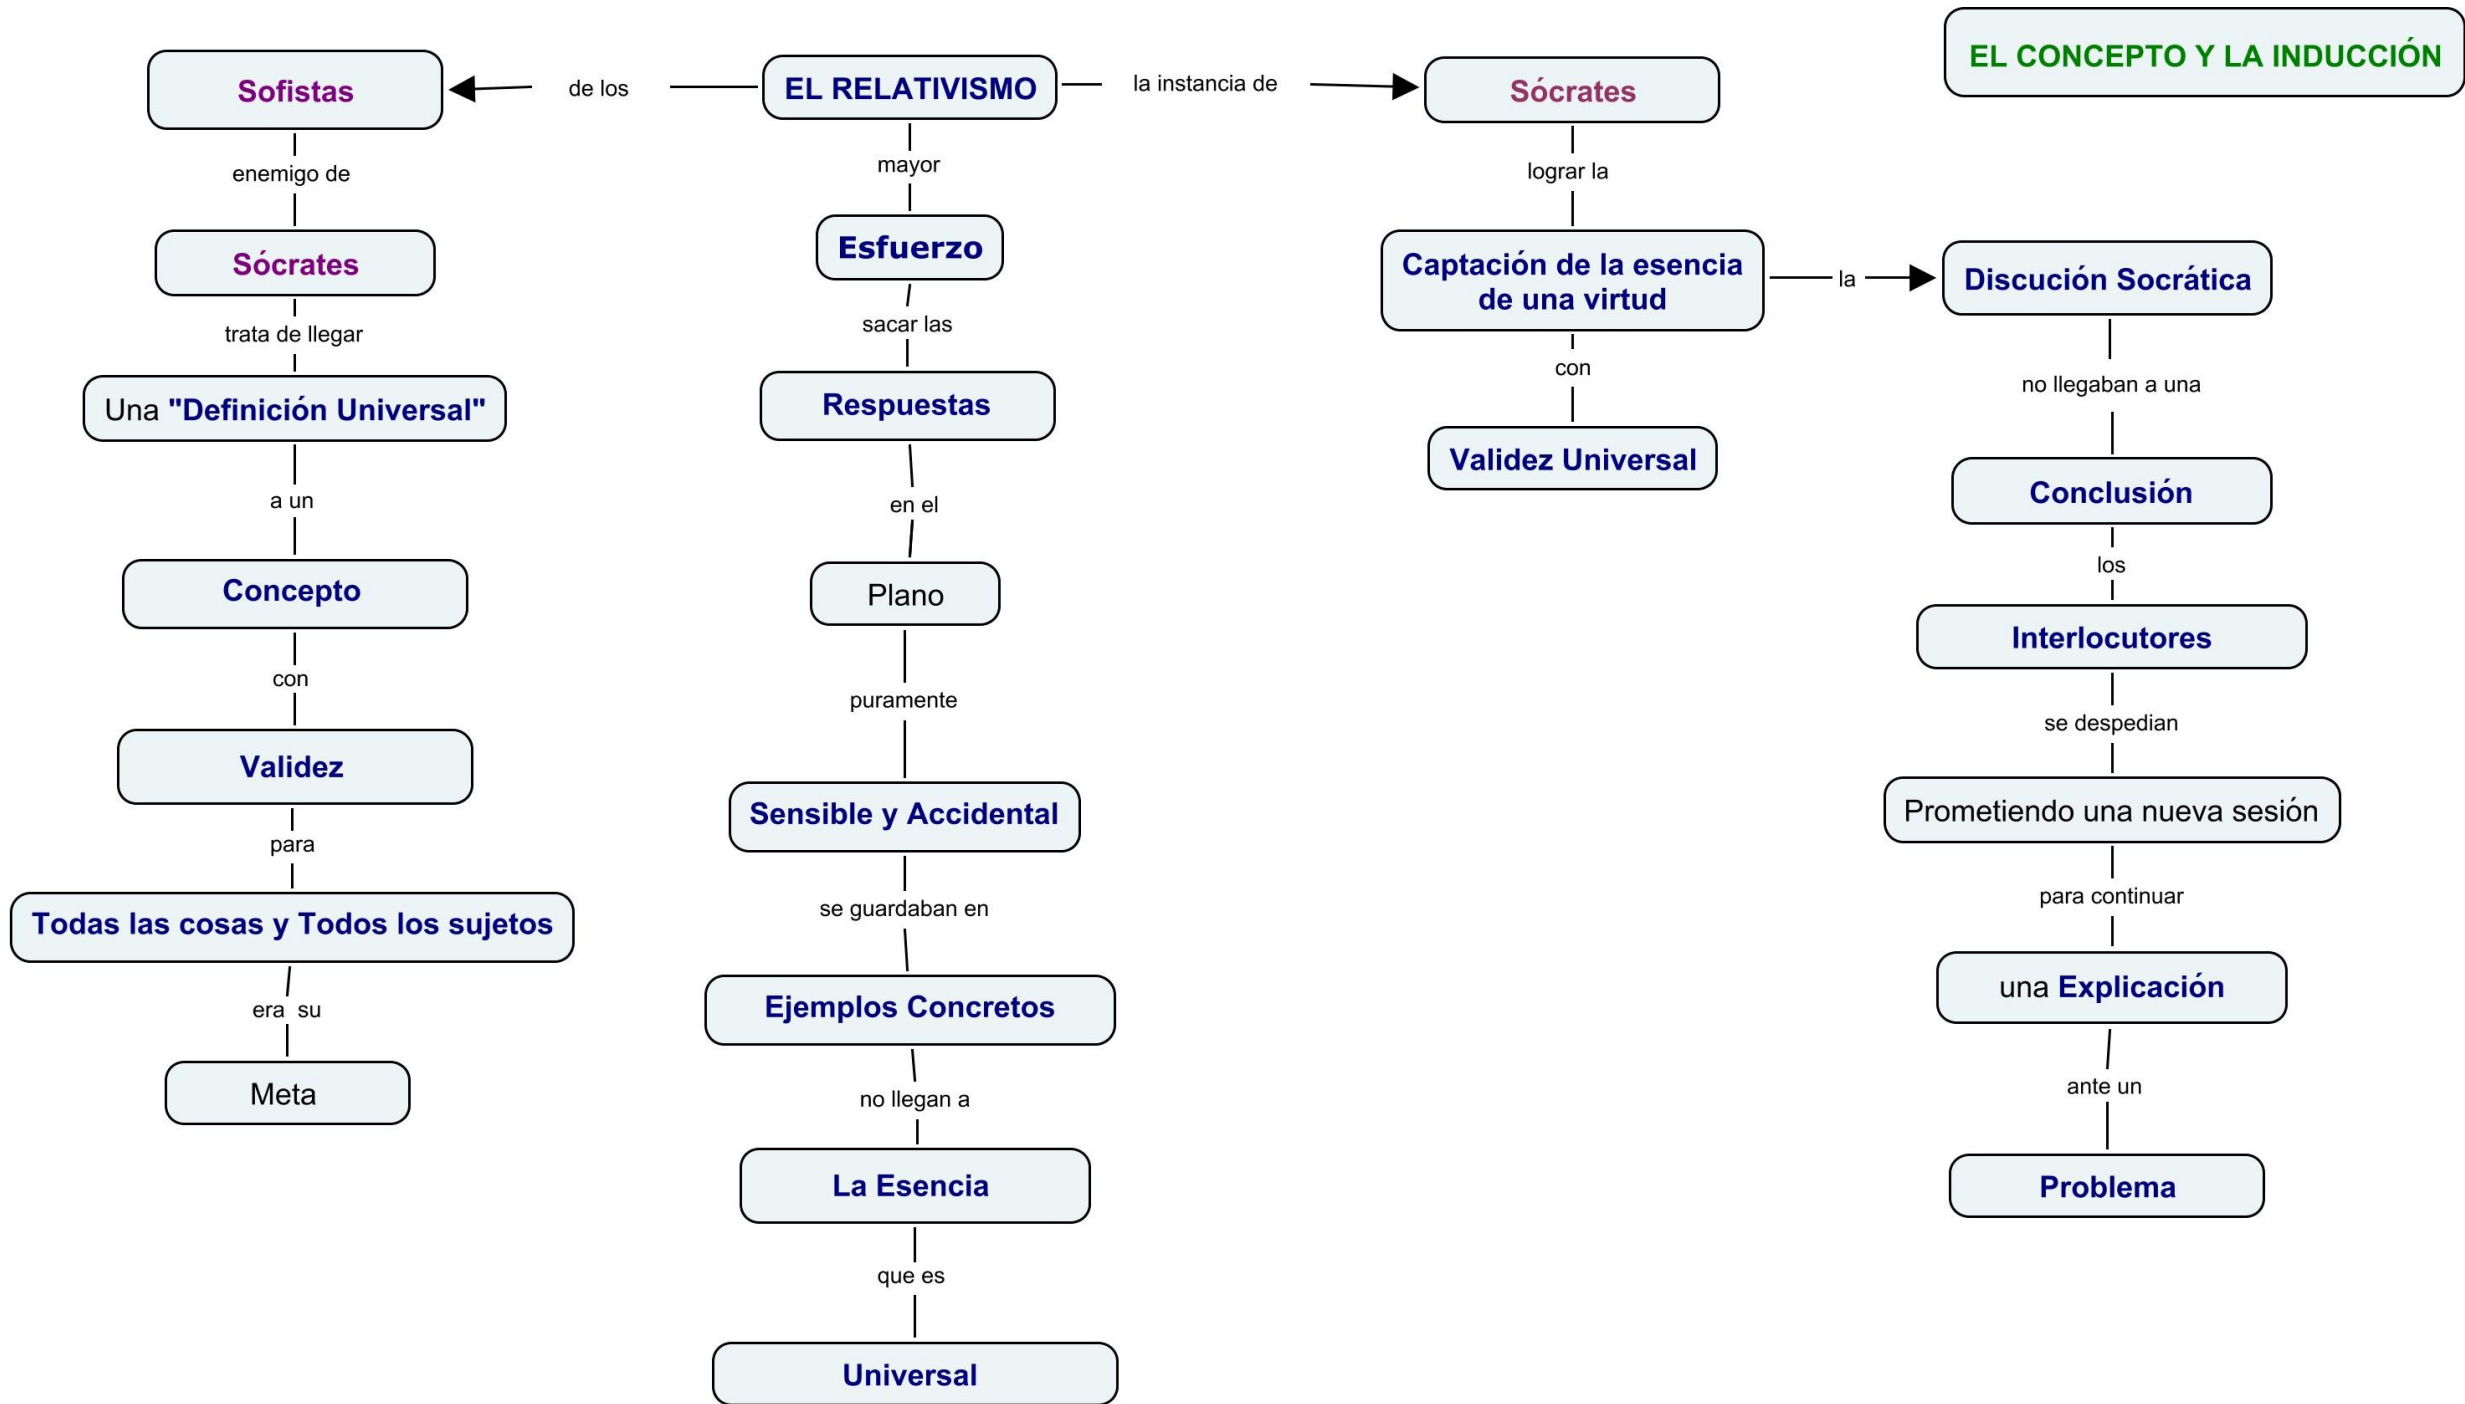 EL CONCEPTO Y LA INDUCCIÓN
EL RELATIVISMO
de los
Sofistas
enemigo de
Sócrates
trata de llegar
Una "Definición Universal"
a un
Concepto
con
Validez
para
Todas las cosas y Todos los sujetos
era su
Meta
mayor
Esfuerzo
sacar las
Respuestas
en el
Plano
puramente
Sensible y Accidental
se guardaban en
Ejemplos Concretos
no llegan a
La Esencia
que es
Universal
la instancia de
Sócrates
lograr la
Captación de la esencia
de una virtud
con
Validez Universal
la
Discución Socrática
no llegaban a una
Conclusión
los
Interlocutores
se despedian
Prometiendo una nueva sesión
para continuar
una Explicación
ante un
Problema